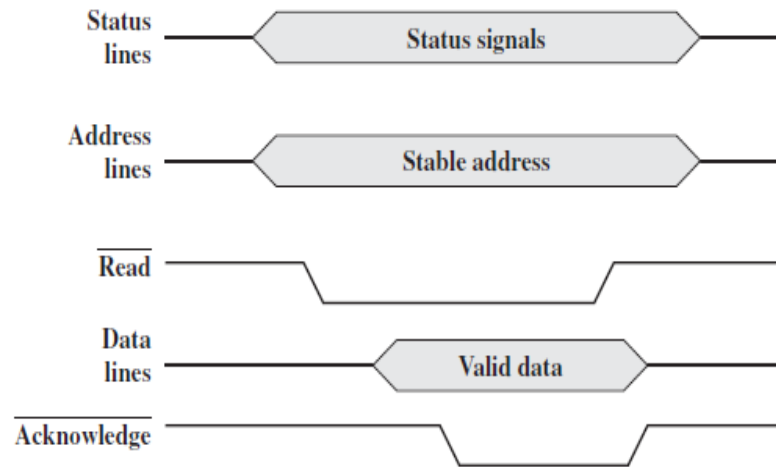 Status
lines
Status signals
Address
lines
Stable address
Read
Data
lines
Valid data
Acknowledge